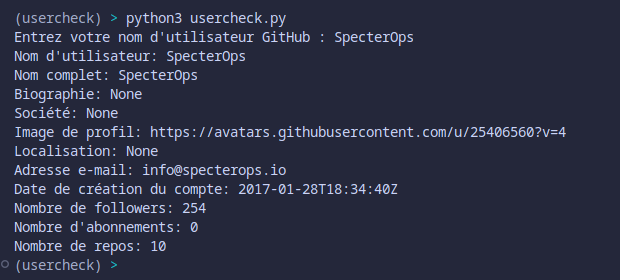 (usercheck) > python3 usercheck.py
Entrez votre nom d'utilisateur GitHub : SpecterOps
Nom d'utilisateur: SpecterOps
Nom complet: SpecterOps
Biographie: None
Société: None
Image de profil: https://avatars.githubusercontent.com/u/25406560?v=4
Localisation: None
Adresse e-mail: info@specterops.io
Date de création du compte: 2017-01-28T18:34:40Z
Nombre de followers: 254
Nombre d'abonnements: 0
Nombre de repos: 10
(usercheck) >